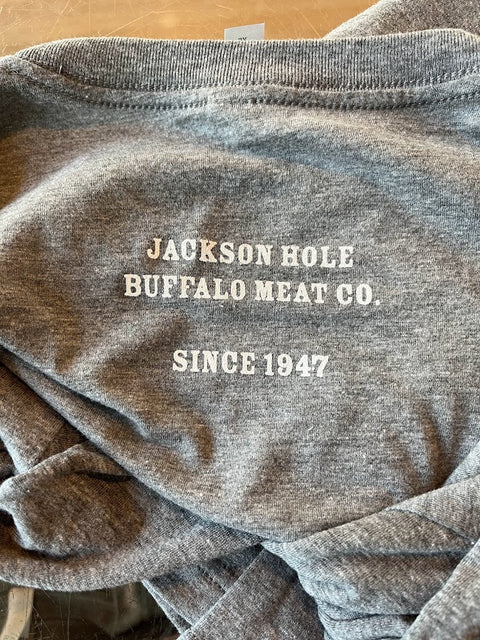 JACKSON HOLE
BUFFALO MEAT CO.
SINCE 1947